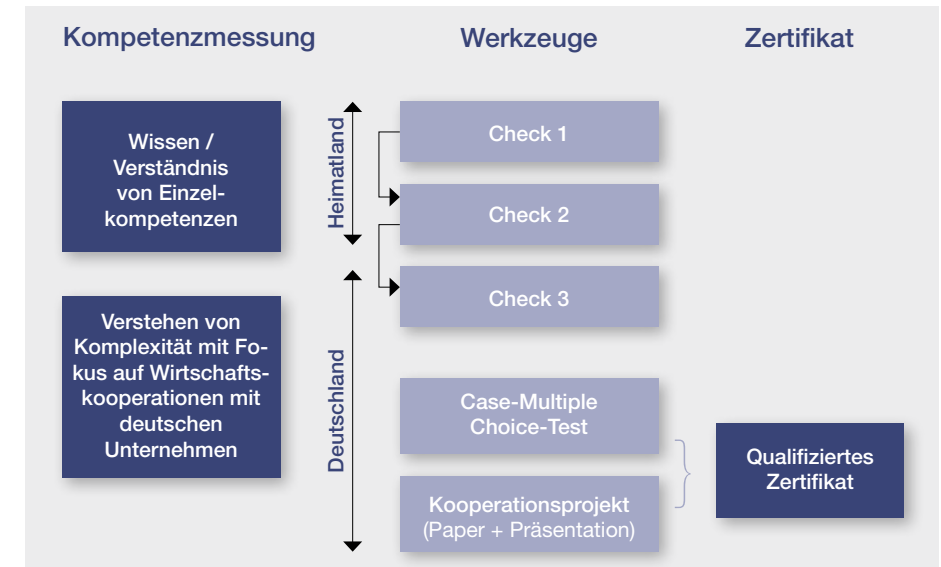 Kompetenzmessung
Werkzeuge
Zertifikat
Wissen /
Verständnis
von Einzel-
kompetenzen
Verstehen von
Komplexität mit Fo-
kus auf Wirtschafts-
kooperationen mit
deutschen
Unternehmen
Heimatland
Deutschland
Check 1
Check 2
Check 3
Case-Multiple
Choice-Test
Kooperationsprojekt
(Paper + Präsentation)
Qualifiziertes
Zertifikat